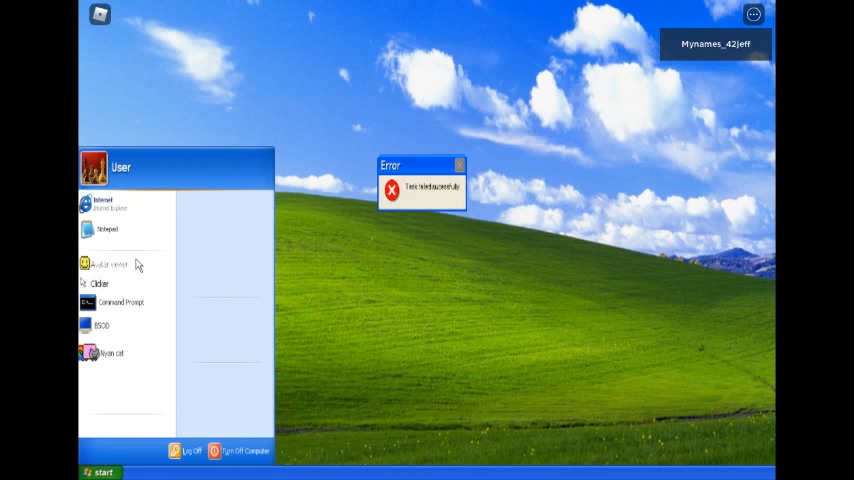 Mynames_42jeff
User
Error
Task failed successfully
Internet
Internet Explorer
Notepad
Avatar viewer
Clicker
Command Prompt
BSOD
Nyan cat
Log Off
Turn Off Computer
start